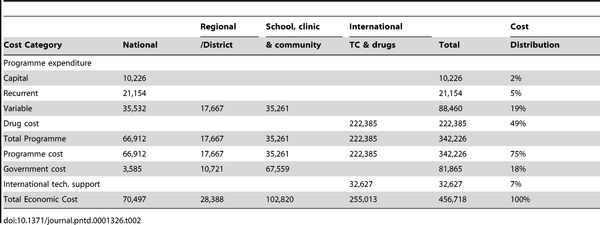 Regional School, clinic International Cost
Cost Category National /District & community TC & drugs Total Distribution
Programme expenditure
Capital 10,226 10,226 2%
Recurrent 21,154 21,154 5%
Variable 35,532 17,667 35,261 88,460 19%
Drug cost 222,385 222,385 49%
Total Programme 66,912 17,667 35,261 222,385 342,226
Programme cost 66,912 17,667 35,261 222,385 342,226 75%
Government cost 3,585 10,721 67,559 81,865 18%
International tech. support 32,627 32,627 7%
Total Economic Cost 70,497 28,388 102,820 255,013 456,718 100%
doi:10.1371/journal.pntd.0001326.t002